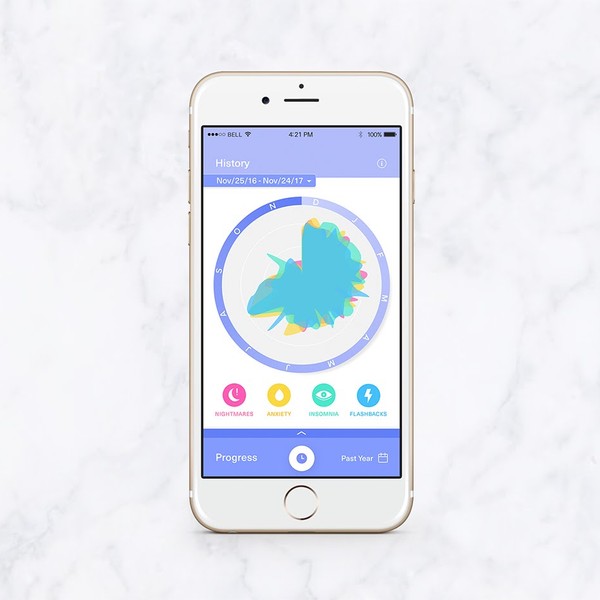 BELL
4:21 PM
100%
History
Nov/25/16 - Nov/24/17
D
J
F
M
A
M
J
J
A
S
O
N
NIGHTMARES
ANXIETY
INSOMNIA
FLASHBACKS
Progress
Past Year